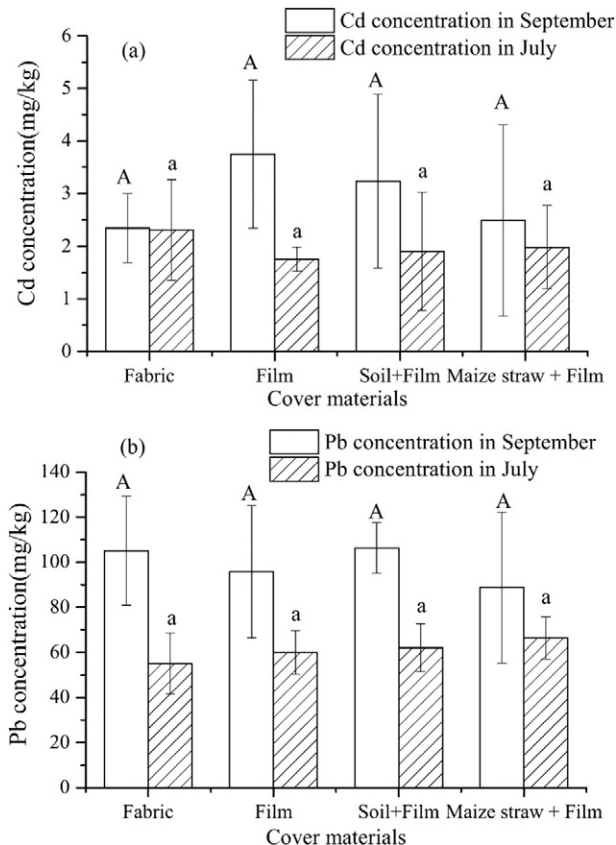 Cd concentration in September
Cd concentration in July
(a)
6
5
4
3
2
1
0
Cd concentration(mg/kg)
A
a
A
a
A
a
A
a
Fabric
Film
Soil+Film
Maize straw + Film
Cover materials
(b)
Pb concentration in September
Pb concentration in July
140
120
100
80
60
40
20
0
Pb concentration(mg/kg)
A
a
A
a
A
a
A
a
Fabric
Film
Soil+Film
Maize straw + Film
Cover materials